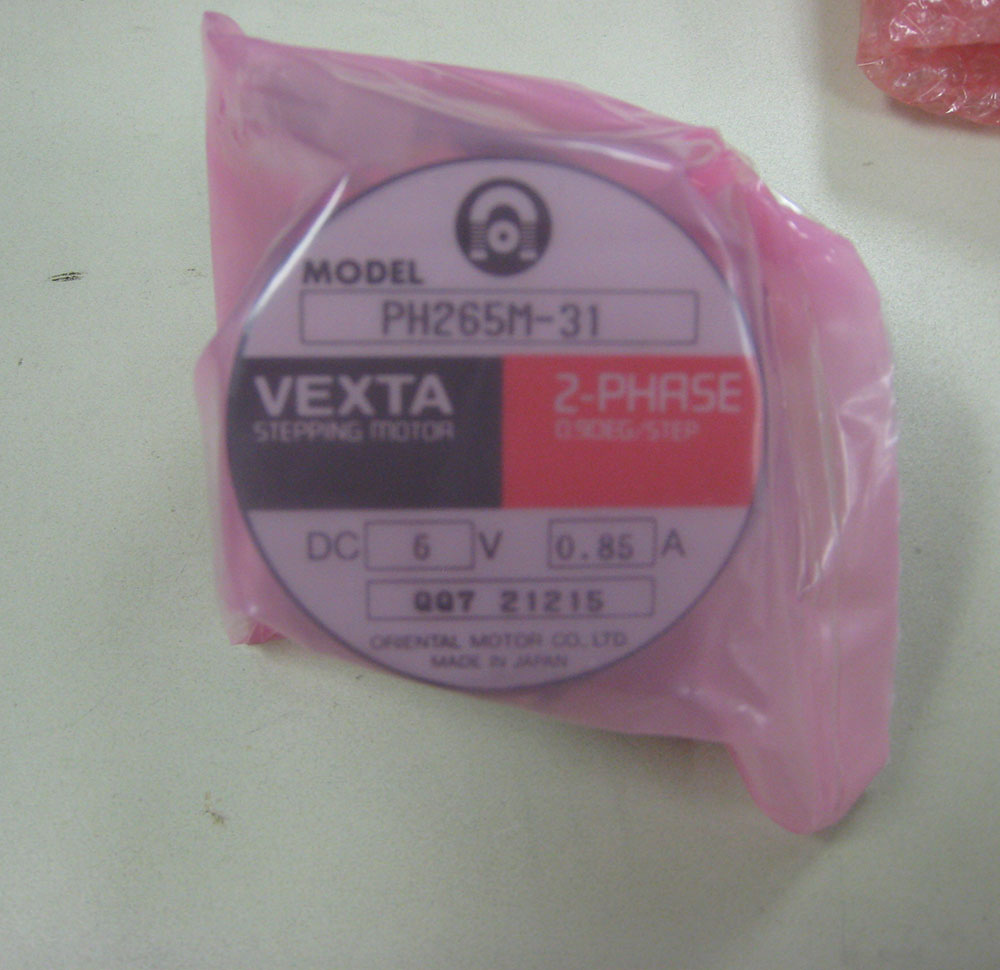 MODEL
PH265M-31
VEXTA
STEPPING MOTOR
2-PHASE
0.9DEG/STEP
DC 6 V 0.85 A
QQ7 21215
ORIENTAL MOTOR CO. LTD.
MADE IN JAPAN